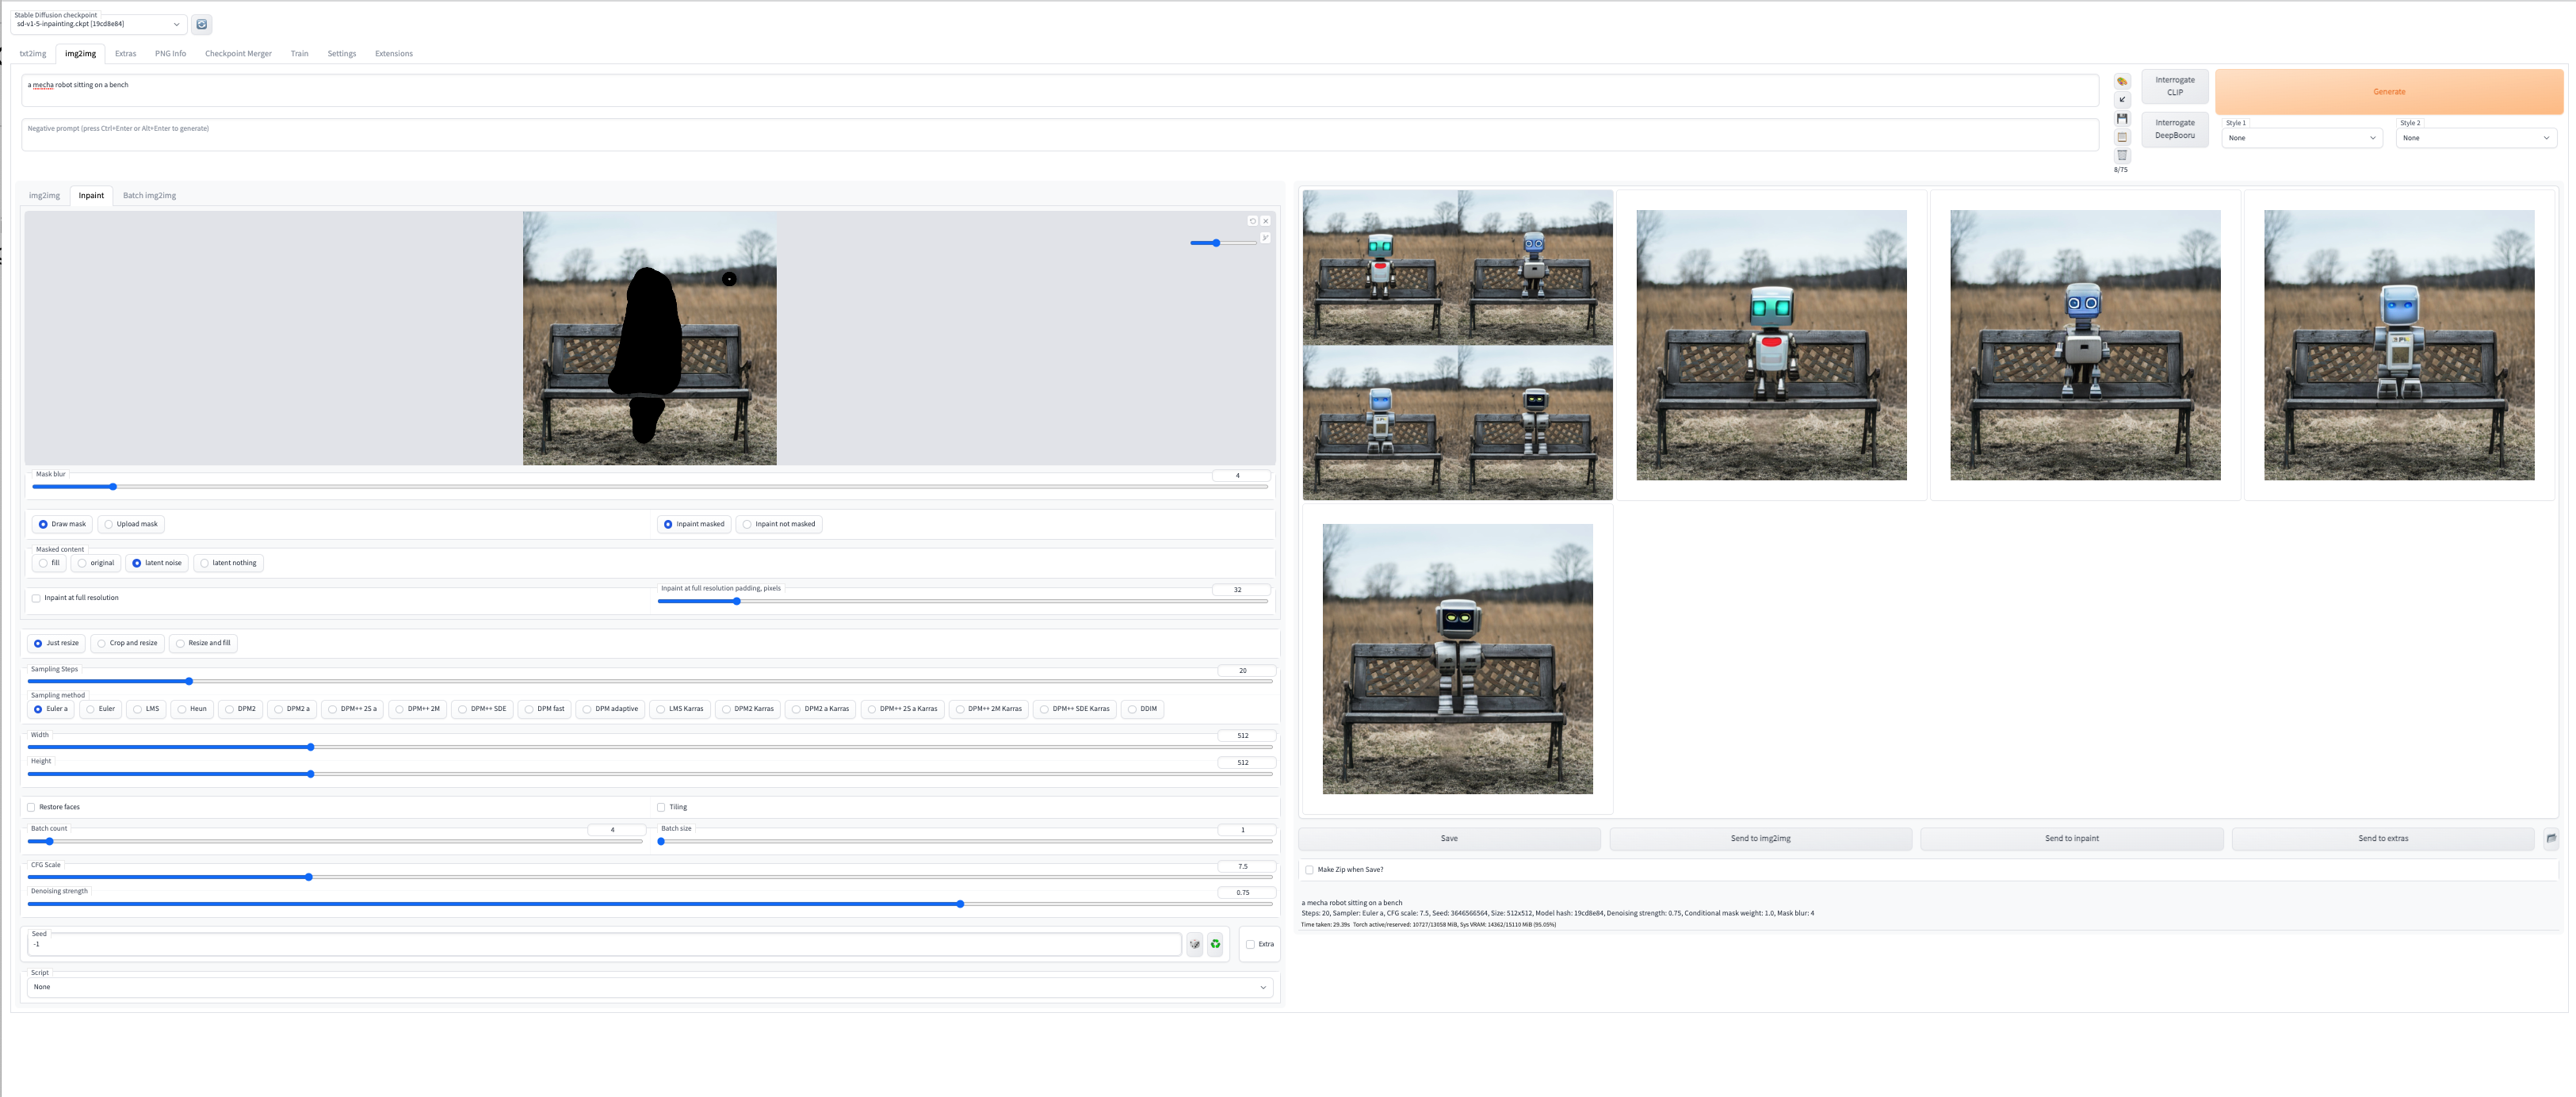 Stable Diffusion checkpoint
sd-v1-5-inpainting.ckpt [19cd8e84]
txt2img img2img Extras PNG Info Checkpoint Merger Train Settings Extensions
a mecha robot sitting on a bench
Negative prompt (press Ctrl+Enter or Alt+Enter to generate)
Interrogate
CLIP
Generate
Interrogate
DeepBooru
Style 1
None
Style 2
None
8/75
img2img Inpaint Batch img2img
Mask blur
4
Draw mask Upload mask Inpaint masked Inpaint not masked
Masked content
fill original latent noise latent nothing
Inpaint at full resolution
Inpaint at full resolution padding, pixels
32
Just resize Crop and resize Resize and fill
Sampling Steps
20
Sampling method
Euler a Euler LMS Heun DPM2 DPM2 a DPM++ 2S a DPM++ 2M DPM++ SDE DPM fast DPM adaptive LMS Karras DPM2 Karras DPM2 a Karras DPM++ 2S a Karras DPM++ 2M Karras DPM++ SDE Karras DDIM
Width
512
Height
512
Restore faces Tiling
Batch count
4
Batch size
1
CFG Scale
7.5
Denoising strength
0.75
Seed
-1
Extra
Script
None
Save Send to img2img Send to inpaint Send to extras
Make Zip when Save?
a mecha robot sitting on a bench
Steps: 20, Sampler: Euler a, CFG scale: 7.5, Seed: 3646566564, Size: 512x512, Model hash: 19cd8e84, Denoising strength: 0.75, Conditional mask weight: 1.0, Mask blur: 4
Time taken: 29.39s Torch active/reserved: 10727/13058 MiB, Sys VRAM: 14362/15110 MiB (95.05%)